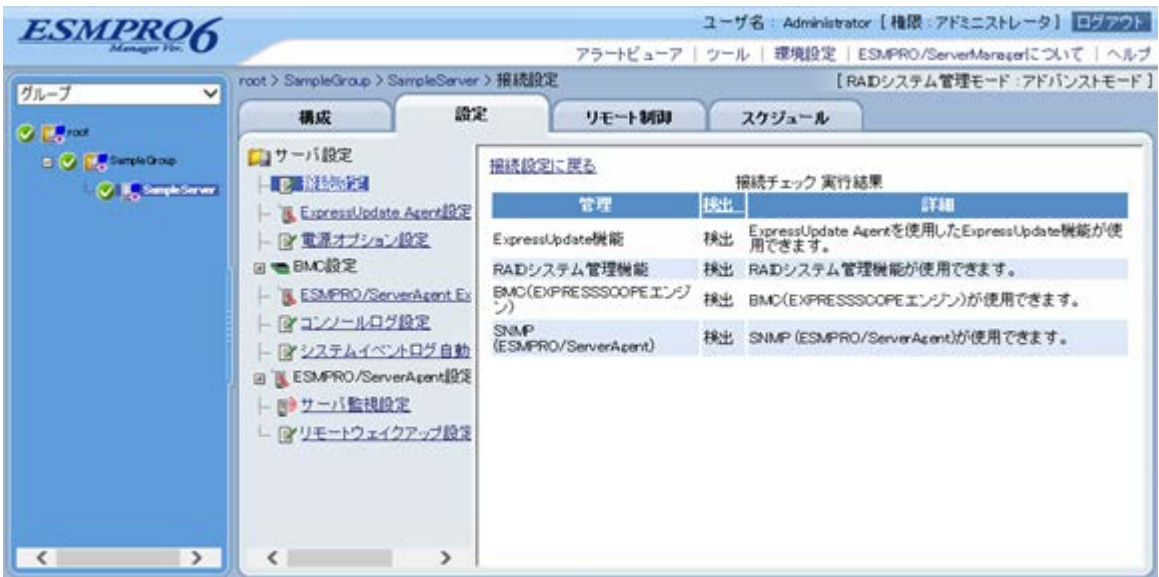 ESMPRO6
Manager Ver.
ユーザ名 : Administrator [ 権限 : アドミニストレータ ] ログアウト
アラートビューア | ツール | 環境設定 | ESMPRO/ServerManagerについて | ヘルプ
グループ
root
SampleGroup
SampleServer
root > SampleGroup > SampleServer > 接続設定
[ RAIDシステム管理モード : アドバンストモード ]
構成 設定 リモート制御 スケジュール
サーバ設定
接続設定
ExpressUpdate Agent設定
電源オプション設定
BMC設定
ESMPRO/ServerAgent Ex
コンソールログ設定
システムイベントログ自動
ESMPRO/ServerAgent設定
サーバ監視設定
リモートウェイクアップ設定
接続設定に戻る
接続チェック 実行結果
管理 検出 詳細
ExpressUpdate機能 検出 ExpressUpdate Agentを使用したExpressUpdate機能が使
用できます。
RAIDシステム管理機能 検出 RAIDシステム管理機能が使用できます。
BMC(EXPRESSSCOPEエンジ
ン) 検出 BMC(EXPRESSSCOPEエンジン)が使用できます。
SNMP
(ESMPRO/ServerAgent) 検出 SNMP (ESMPRO/ServerAgent)が使用できます。